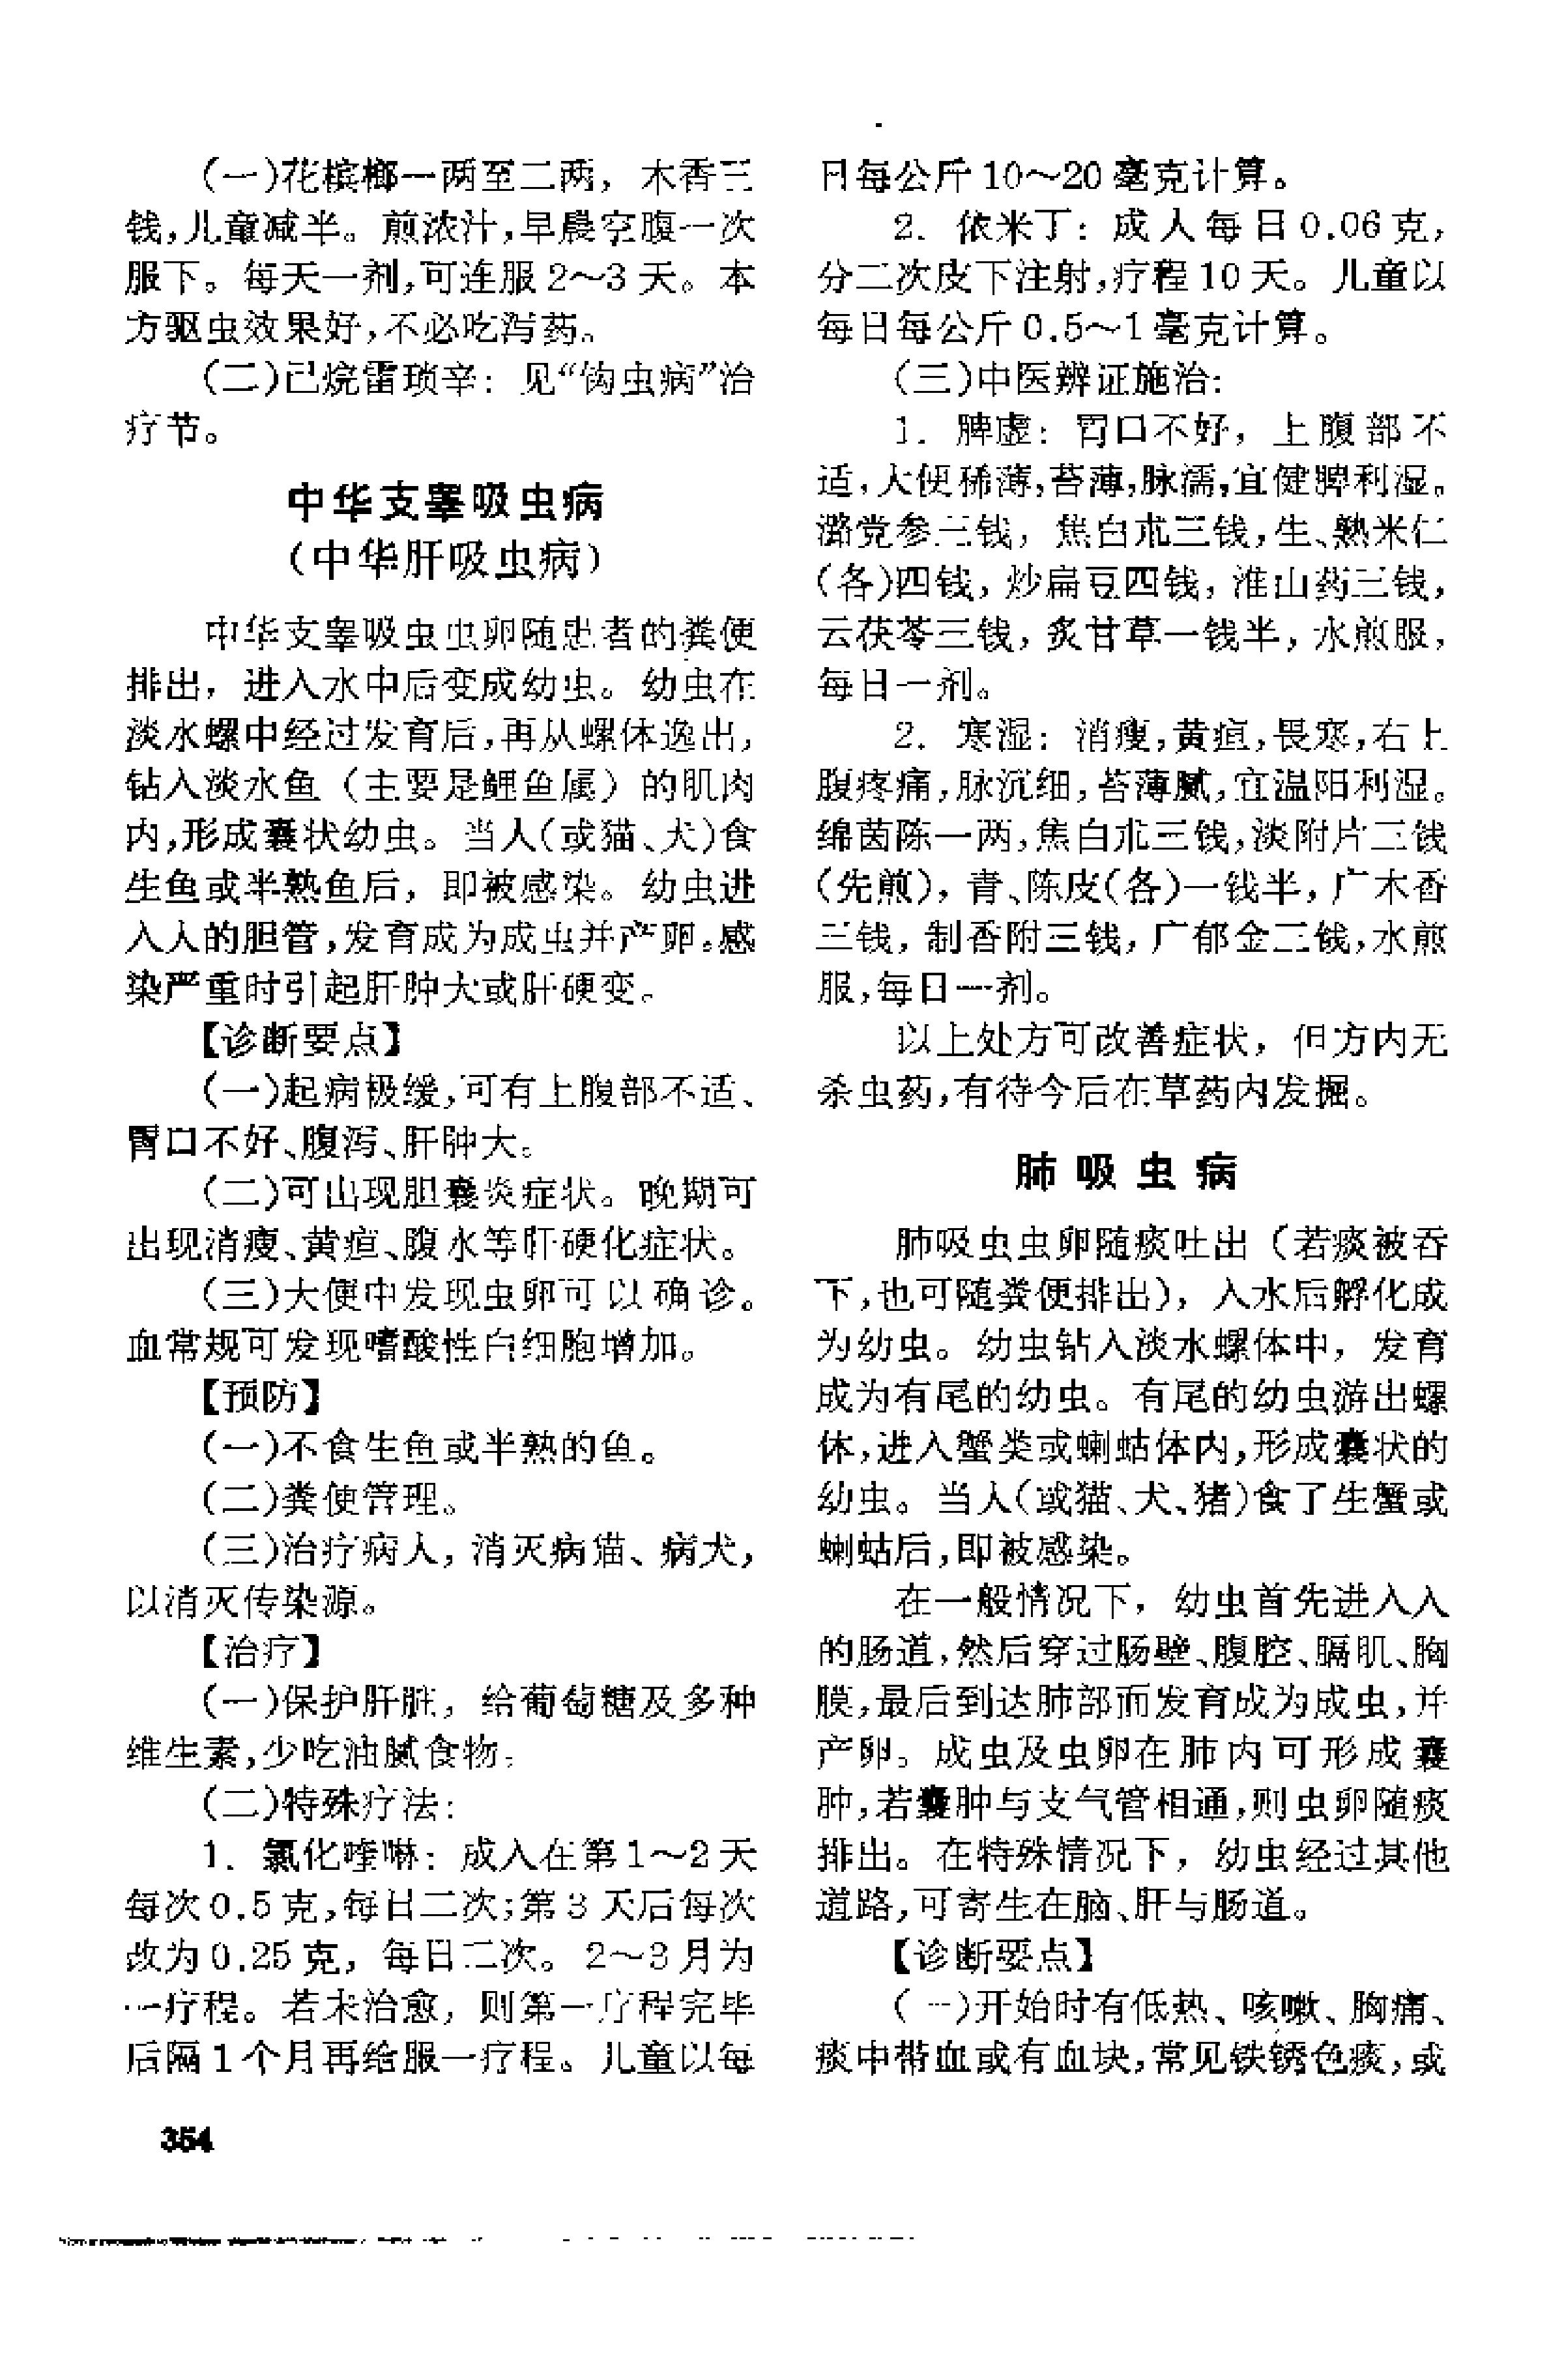 (一)花槟榔一两至二两，木香三
钱,儿童减半。煎浓汁,早晨空腹一次
服下。每天一剂,可连服2～3天。本
方驱虫效果好,不必吃泻药。
(二)己烷雷琐辛：见“钩虫病”治
疗节。
中华支睾吸虫病
(中华肝吸虫病)
中华支睾吸虫虫卵随患者的粪便
排出，进入水中后变成幼虫。幼虫在
淡水螺中经过发育后,再从螺体逸出,
钻入淡水鱼（主要是鲤鱼属）的肌肉
内,形成囊状幼虫。当人(或猫、犬)食
生鱼或半熟鱼后，即被感染。幼虫进
入人的胆管,发育成为成虫并产卵。感
染严重时引起肝肿大或肝硬变。
【诊断要点】
(一)起病极缓,可有上腹部不适、
胃口不好、腹泻、肝肿大。
(二)可出现胆囊炎症状。晚期可
出现消瘦、黄疸、腹水等肝硬化症状。
(三)大便中发现虫卵可以确诊。
血常规可发现嗜酸性白细胞增加。
【预防】
(一)不食生鱼或半熟的鱼。
(二)粪便管理。
(三)治疗病人，消灭病猫、病犬,
以消灭传染源。
【治疗】
(一)保护肝脏，给葡萄糖及多种
维生素,少吃油腻食物。
(二)特殊疗法：
1. 氯化喹啉：成人在第1～2天
每次0.5克,每日二次;第3天后每次
改为0.25克，每日二次。2～3月为
一疗程。若未治愈，则第一疗程完毕
后隔1个月再给服一疗程。儿童以每
日每公斤10～20毫克计算。
2. 依米丁：成人每日0.06克,
分二次皮下注射,疗程10天。儿童以
每日每公斤0.5～1毫克计算。
(三)中医辨证施治：
1. 脾虚：胃口不好，上腹部不
适,大便稀薄,苔薄,脉濡,宜健脾利湿。
潞党参三钱，焦白朮三钱,生、熟米仁
(各)四钱，炒扁豆四钱，淮山药三钱,
云茯苓三钱，炙甘草一钱半，水煎服,
每日一剂。
2. 寒湿：消瘦,黄疸,畏寒,右上
腹疼痛,脉沉细,苔薄腻,宜温阳利湿。
绵茵陈一两,焦白朮三钱,淡附片三钱
(先煎)，青、陈皮(各)一钱半，广木香
三钱，制香附三钱，广郁金三钱,水煎
服,每日一剂。
以上处方可改善症状，但方内无
杀虫药,有待今后在草药内发掘。
肺吸虫病
肺吸虫虫卵随痰吐出（若痰被吞
下,也可随粪便排出)，入水后孵化成
为幼虫。幼虫钻入淡水螺体中，发育
成为有尾的幼虫。有尾的幼虫游出螺
体,进入蟹类或蝲蛄体内,形成囊状的
幼虫。当人(或猫、犬、猪)食了生蟹或
蝲蛄后,即被感染。
在一般情况下，幼虫首先进入人
的肠道,然后穿过肠壁、腹腔、膈肌、胸
膜,最后到达肺部而发育成为成虫,并
产卵。成虫及虫卵在肺内可形成囊
肿,若囊肿与支气管相通,则虫卵随痰
排出。在特殊情况下，幼虫经过其他
道路,可寄生在脑、肝与肠道。
【诊断要点】
(一)开始时有低热、咳嗽、胸痛、
痰中带血或有血块,常见铁锈色痰,或
354